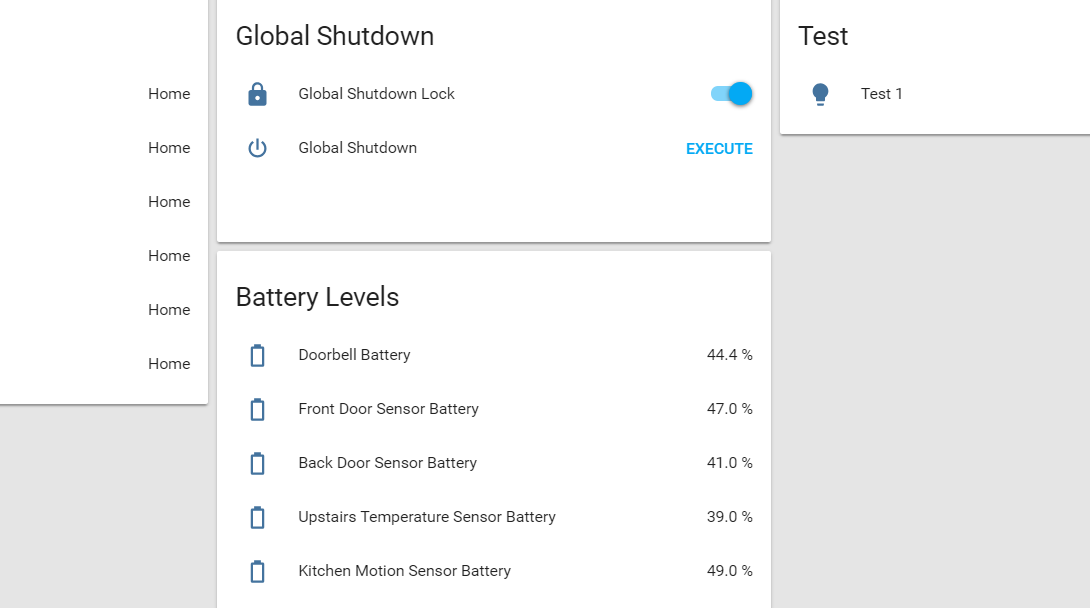 Home
Home
Home
Home
Home
Home
Global Shutdown
Global Shutdown Lock
Global Shutdown EXECUTE
Battery Levels
Doorbell Battery 44.4 %
Front Door Sensor Battery 47.0 %
Back Door Sensor Battery 41.0 %
Upstairs Temperature Sensor Battery 39.0 %
Kitchen Motion Sensor Battery 49.0 %
Test
Test 1